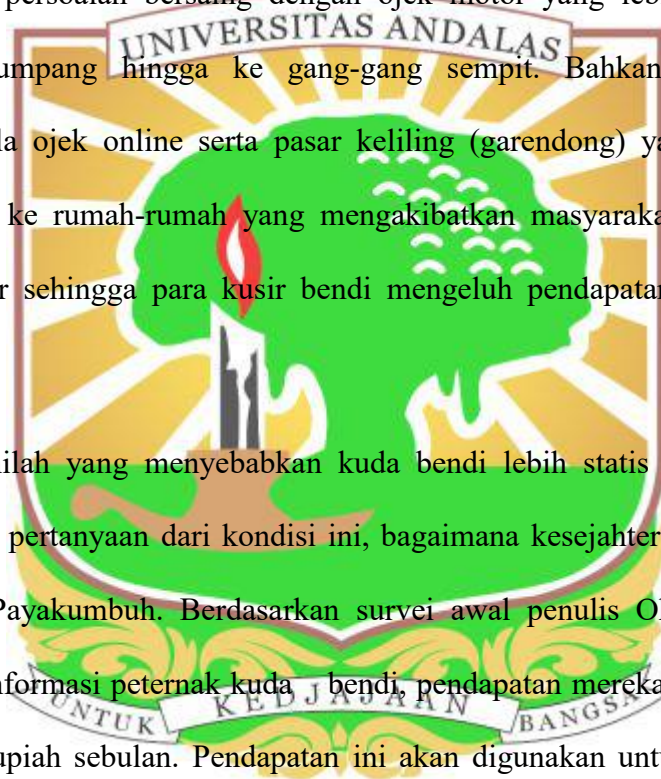 persoalan bersaing dengan ojek motor yang leb
UNIVERSITAS ANDALAS
umpang hingga ke gang-gang sempit. Bahkan
la ojek online serta pasar keliling (garendong) ya
ke rumah-rumah yang mengakibatkan masyaraka
r sehingga para kusir bendi mengeluh pendapatan
ilah yang menyebabkan kuda bendi lebih statis
pertanyaan dari kondisi ini, bagaimana kesejahter
Payakumbuh. Berdasarkan survei awal penulis Ok
nformasi peternak kuda bendi, pendapatan mereka
UNTUK KEDJAJAAN BANGSA
upiah sebulan. Pendapatan ini akan digunakan unt